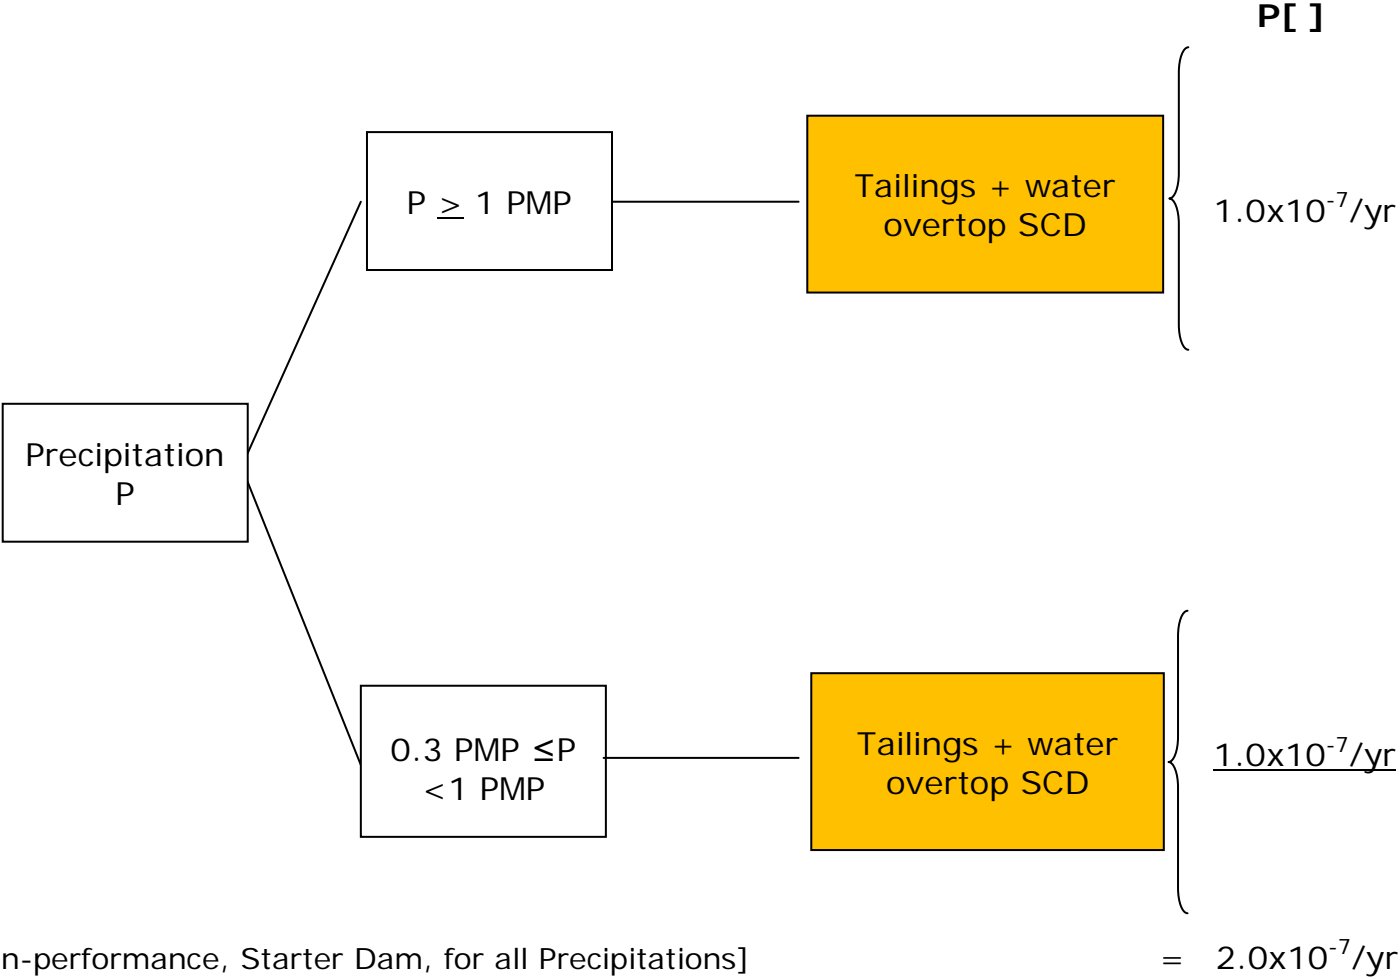 P[ ]
P ≥ 1 PMP
Tailings + water
overtop SCD
1.0x10⁻⁷/yr
Precipitation
P
0.3 PMP ≤P
<1 PMP
Tailings + water
overtop SCD
1.0x10⁻⁷/yr
n-performance, Starter Dam, for all Precipitations] = 2.0x10⁻⁷/yr